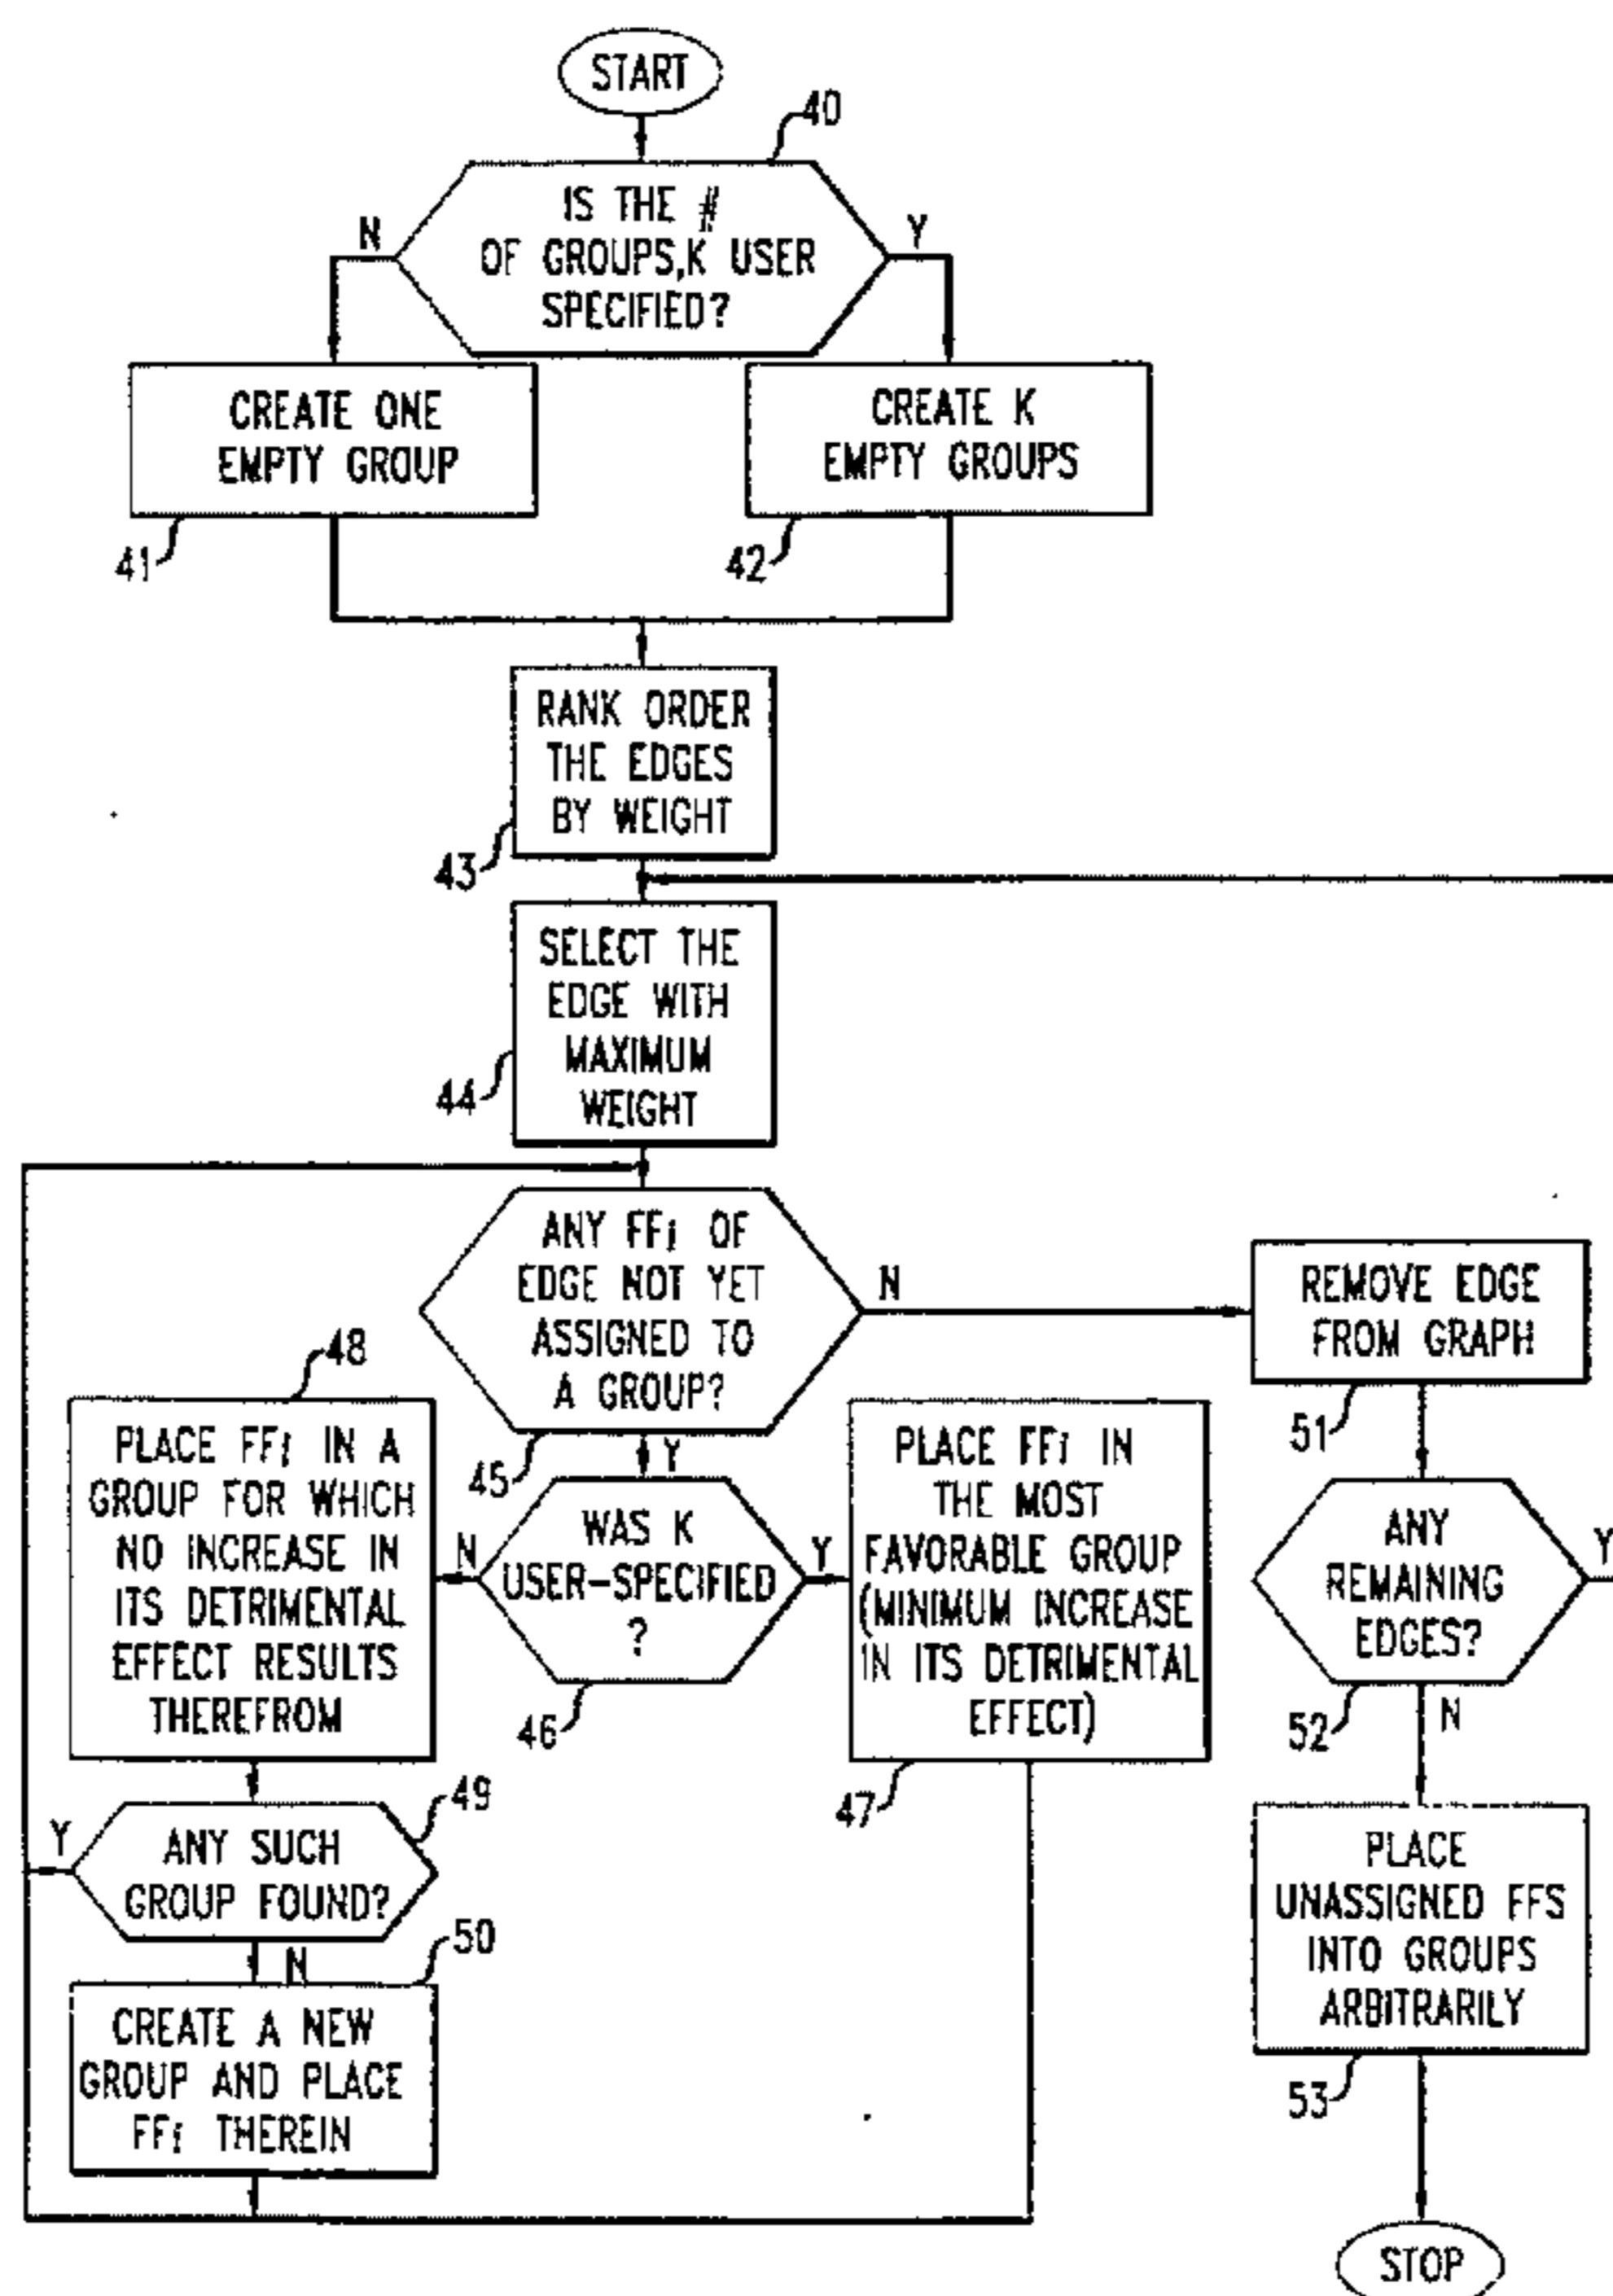 START
40
IS THE #
OF GROUPS,K USER
SPECIFIED?
N
Y
CREATE ONE
EMPTY GROUP
41
CREATE K
EMPTY GROUPS
42
RANK ORDER
THE EDGES
BY WEIGHT
43
SELECT THE
EDGE WITH
MAXIMUM
WEIGHT
44
ANY FFi OF
EDGE NOT YET
ASSIGNED TO
A GROUP?
45
N
Y
REMOVE EDGE
FROM GRAPH
51
48
PLACE FFi IN A
GROUP FOR WHICH
NO INCREASE IN
ITS DETRIMENTAL
EFFECT RESULTS
THEREFROM
WAS K
USER-SPECIFIED
?
N
Y
46
PLACE FFi IN
THE MOST
FAVORABLE GROUP
(MINIMUM INCREASE
IN ITS DETRIMENTAL
EFFECT)
47
ANY
REMAINING
EDGES?
Y
52
N
49
ANY SUCH
GROUP FOUND?
Y
N
50
CREATE A NEW
GROUP AND PLACE
FFi THEREIN
PLACE
UNASSIGNED FFS
INTO GROUPS
ARBITRARILY
53
STOP